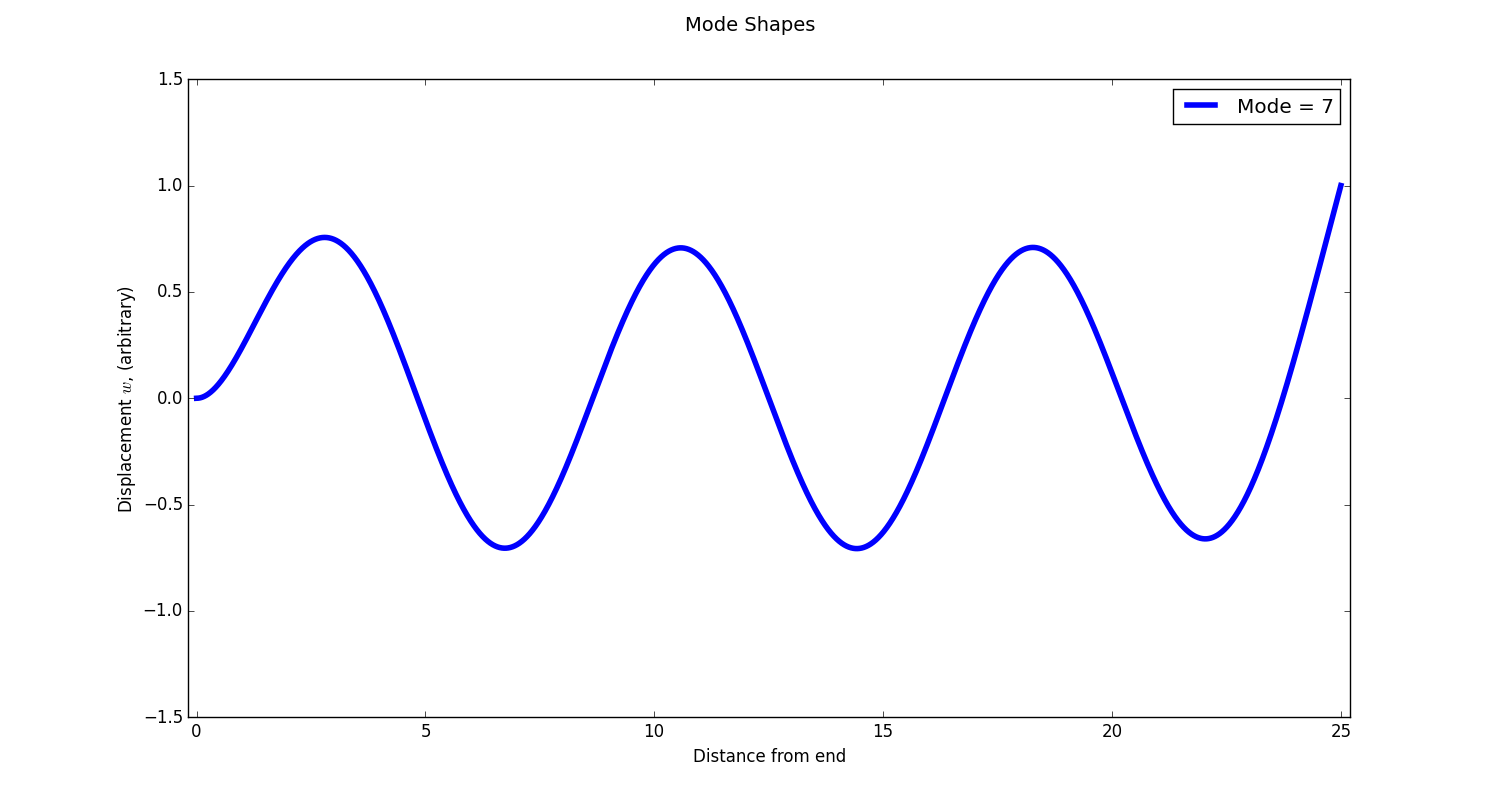 Mode Shapes
1.5
Mode = 7
1.0
0.5
0.0
−0.5
−1.0
−1.5
Displacement w, (arbitrary)
0 5 10 15 20 25
Distance from end